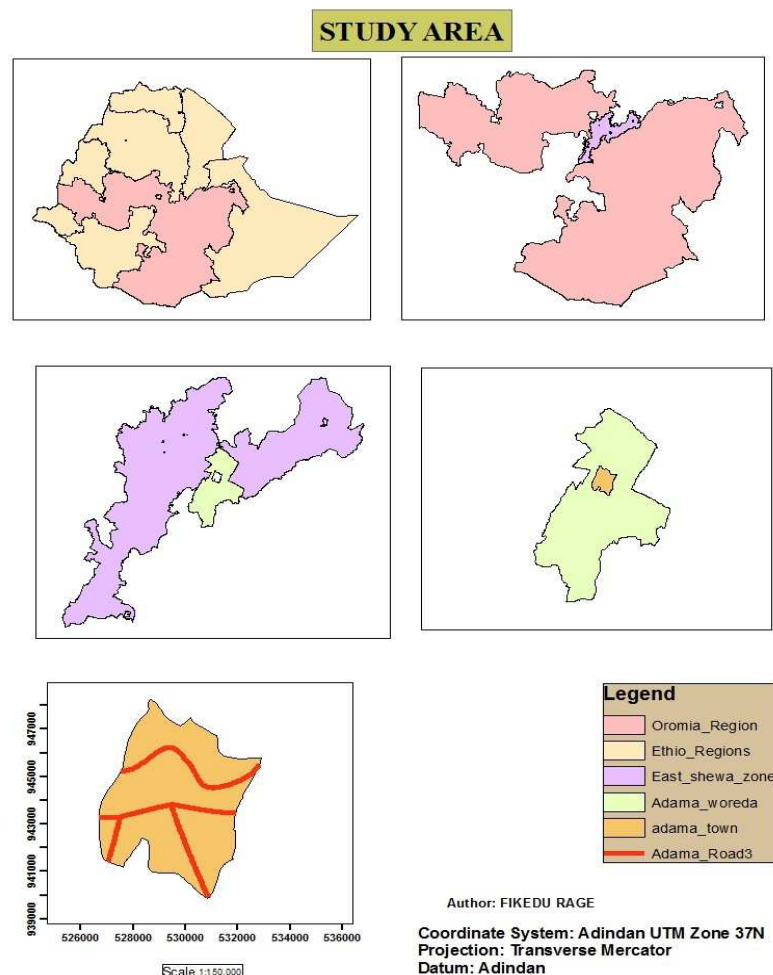 STUDY AREA
947000
945000
943000
941000
939000
526000 528000 530000 532000 534000 536000
Scale 1:150,000
Legend
Oromia_Region
Ethio_Regions
East_shewa_zone
Adama_woreda
adama_town
Adama_Road3
Author: FIKEDU RAGE
Coordinate System: Adindan UTM Zone 37N
Projection: Transverse Mercator
Datum: Adindan